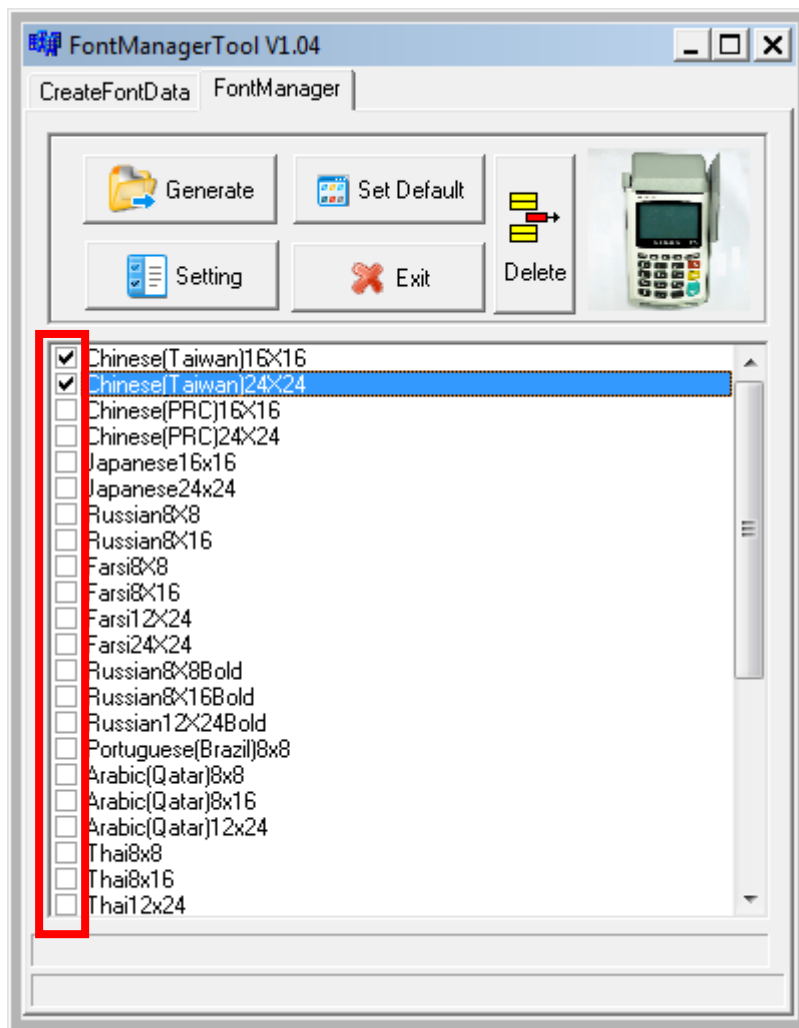 FontManagerTool V1.04
CreateFontData FontManager
Generate Set Default
Setting Exit Delete
Chinese(Taiwan)16X16
Chinese(Taiwan)24X24
Chinese(PRC)16X16
Chinese(PRC)24X24
Japanese16x16
Japanese24x24
Russian8X8
Russian8X16
Farsi8X8
Farsi8X16
Farsi12X24
Farsi24X24
Russian8X8Bold
Russian8X16Bold
Russian12X24Bold
Portuguese(Brazil)8x8
Arabic(Qatar)8x8
Arabic(Qatar)8x16
Arabic(Qatar)12x24
Thai8x8
Thai8x16
Thai12x24